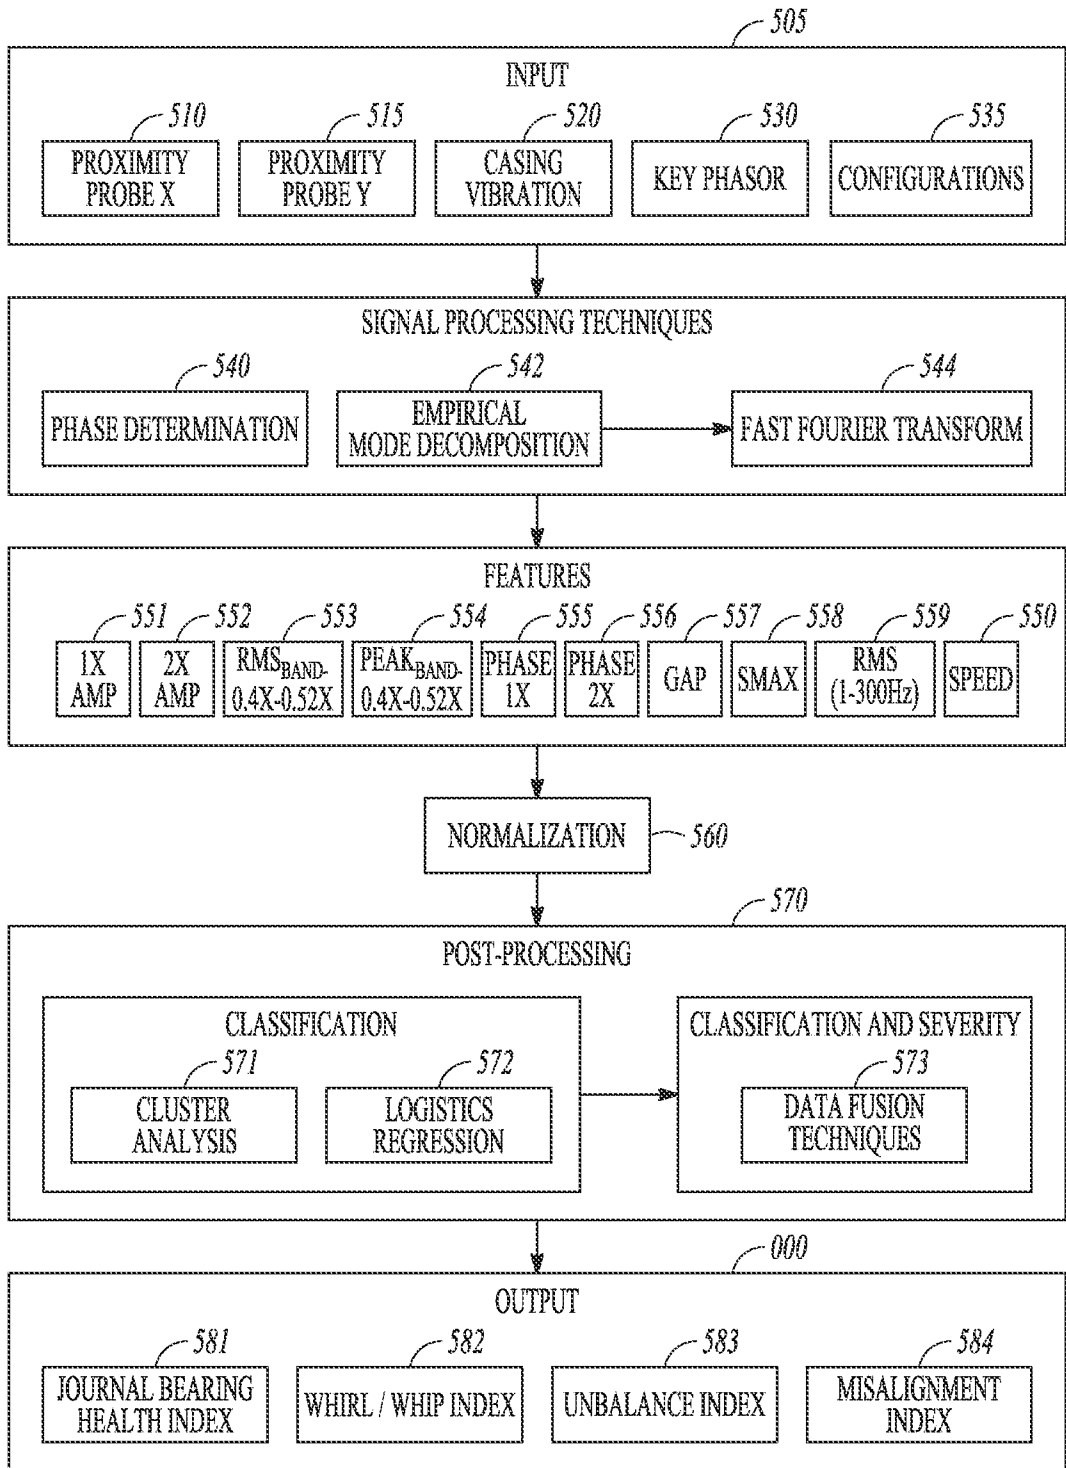 505
INPUT
510 515 520 530 535
PROXIMITY PROBE X
PROXIMITY PROBE Y
CASING VIBRATION
KEY PHASOR
CONFIGURATIONS
SIGNAL PROCESSING TECHNIQUES
540 542 544
PHASE DETERMINATION
EMPIRICAL
MODE DECOMPOSITION
FAST FOURIER TRANSFORM
FEATURES
551 552 553 554 555 556 557 558 559 550
1X
AMP
2X
AMP
RMSBAND-
0.4X-0.52X
PEAKBAND-
0.4X-0.52X
PHASE
1X
PHASE
2X
GAP
SMAX
RMS
(1-300Hz)
SPEED
NORMALIZATION
560
570
POST-PROCESSING
CLASSIFICATION
571 572
CLUSTER
ANALYSIS
LOGISTICS
REGRESSION
CLASSIFICATION AND SEVERITY
573
DATA FUSION
TECHNIQUES
000
OUTPUT
581 582 583 584
JOURNAL BEARING
HEALTH INDEX
WHIRL / WHIP INDEX
UNBALANCE INDEX
MISALIGNMENT
INDEX